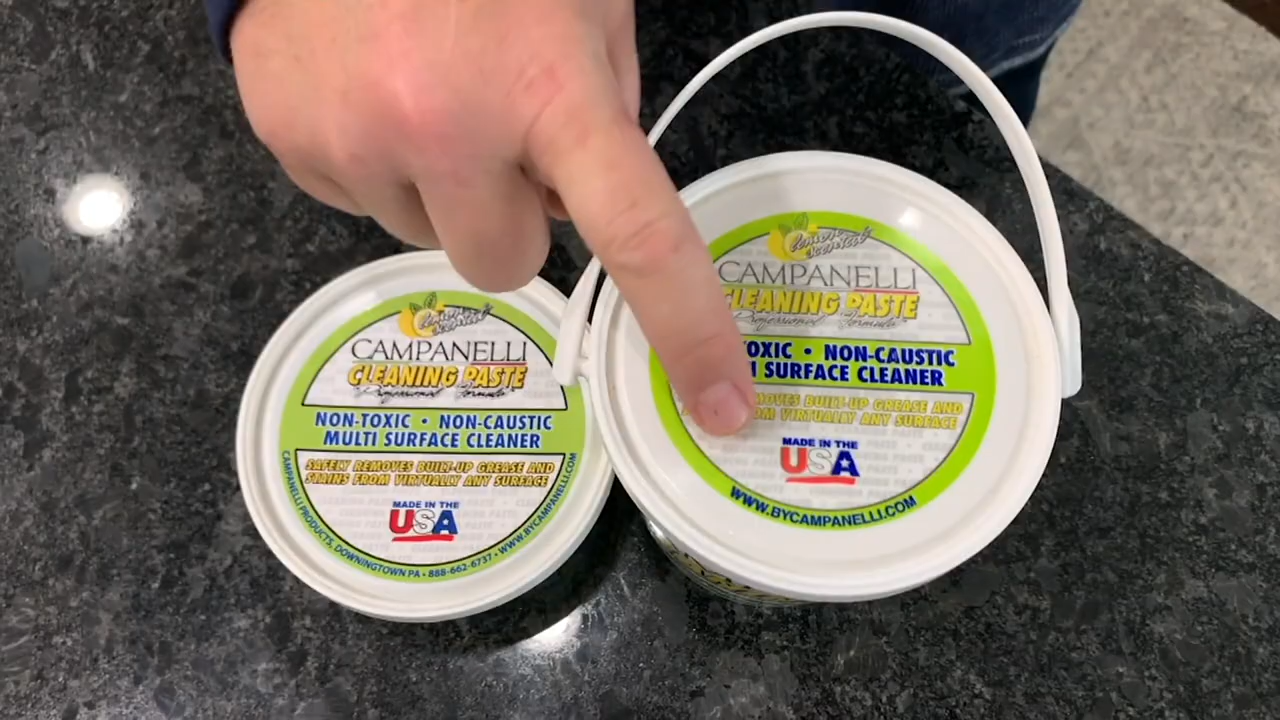 lemon scented
CAMPANELLI
CLEANING PASTE
Professional Formula
NON-TOXIC • NON-CAUSTIC
MULTI SURFACE CLEANER
SAFELY REMOVES BUILT-UP GREASE AND
STAINS FROM VIRTUALLY ANY SURFACE
MADE IN THE
USA
CAMPANELLI PRODUCTS, DOWNINGTOWN PA • 888-662-6737 • WWW.BYCAMPANELLI.COM
lemon scented
CAMPANELLI
CLEANING PASTE
Professional Formula
OXIC • NON-CAUSTIC
SURFACE CLEANER
MOVES BUILT-UP GREASE AND
OM VIRTUALLY ANY SURFACE
MADE IN THE
USA
WWW.BYCAMPANELLI.COM